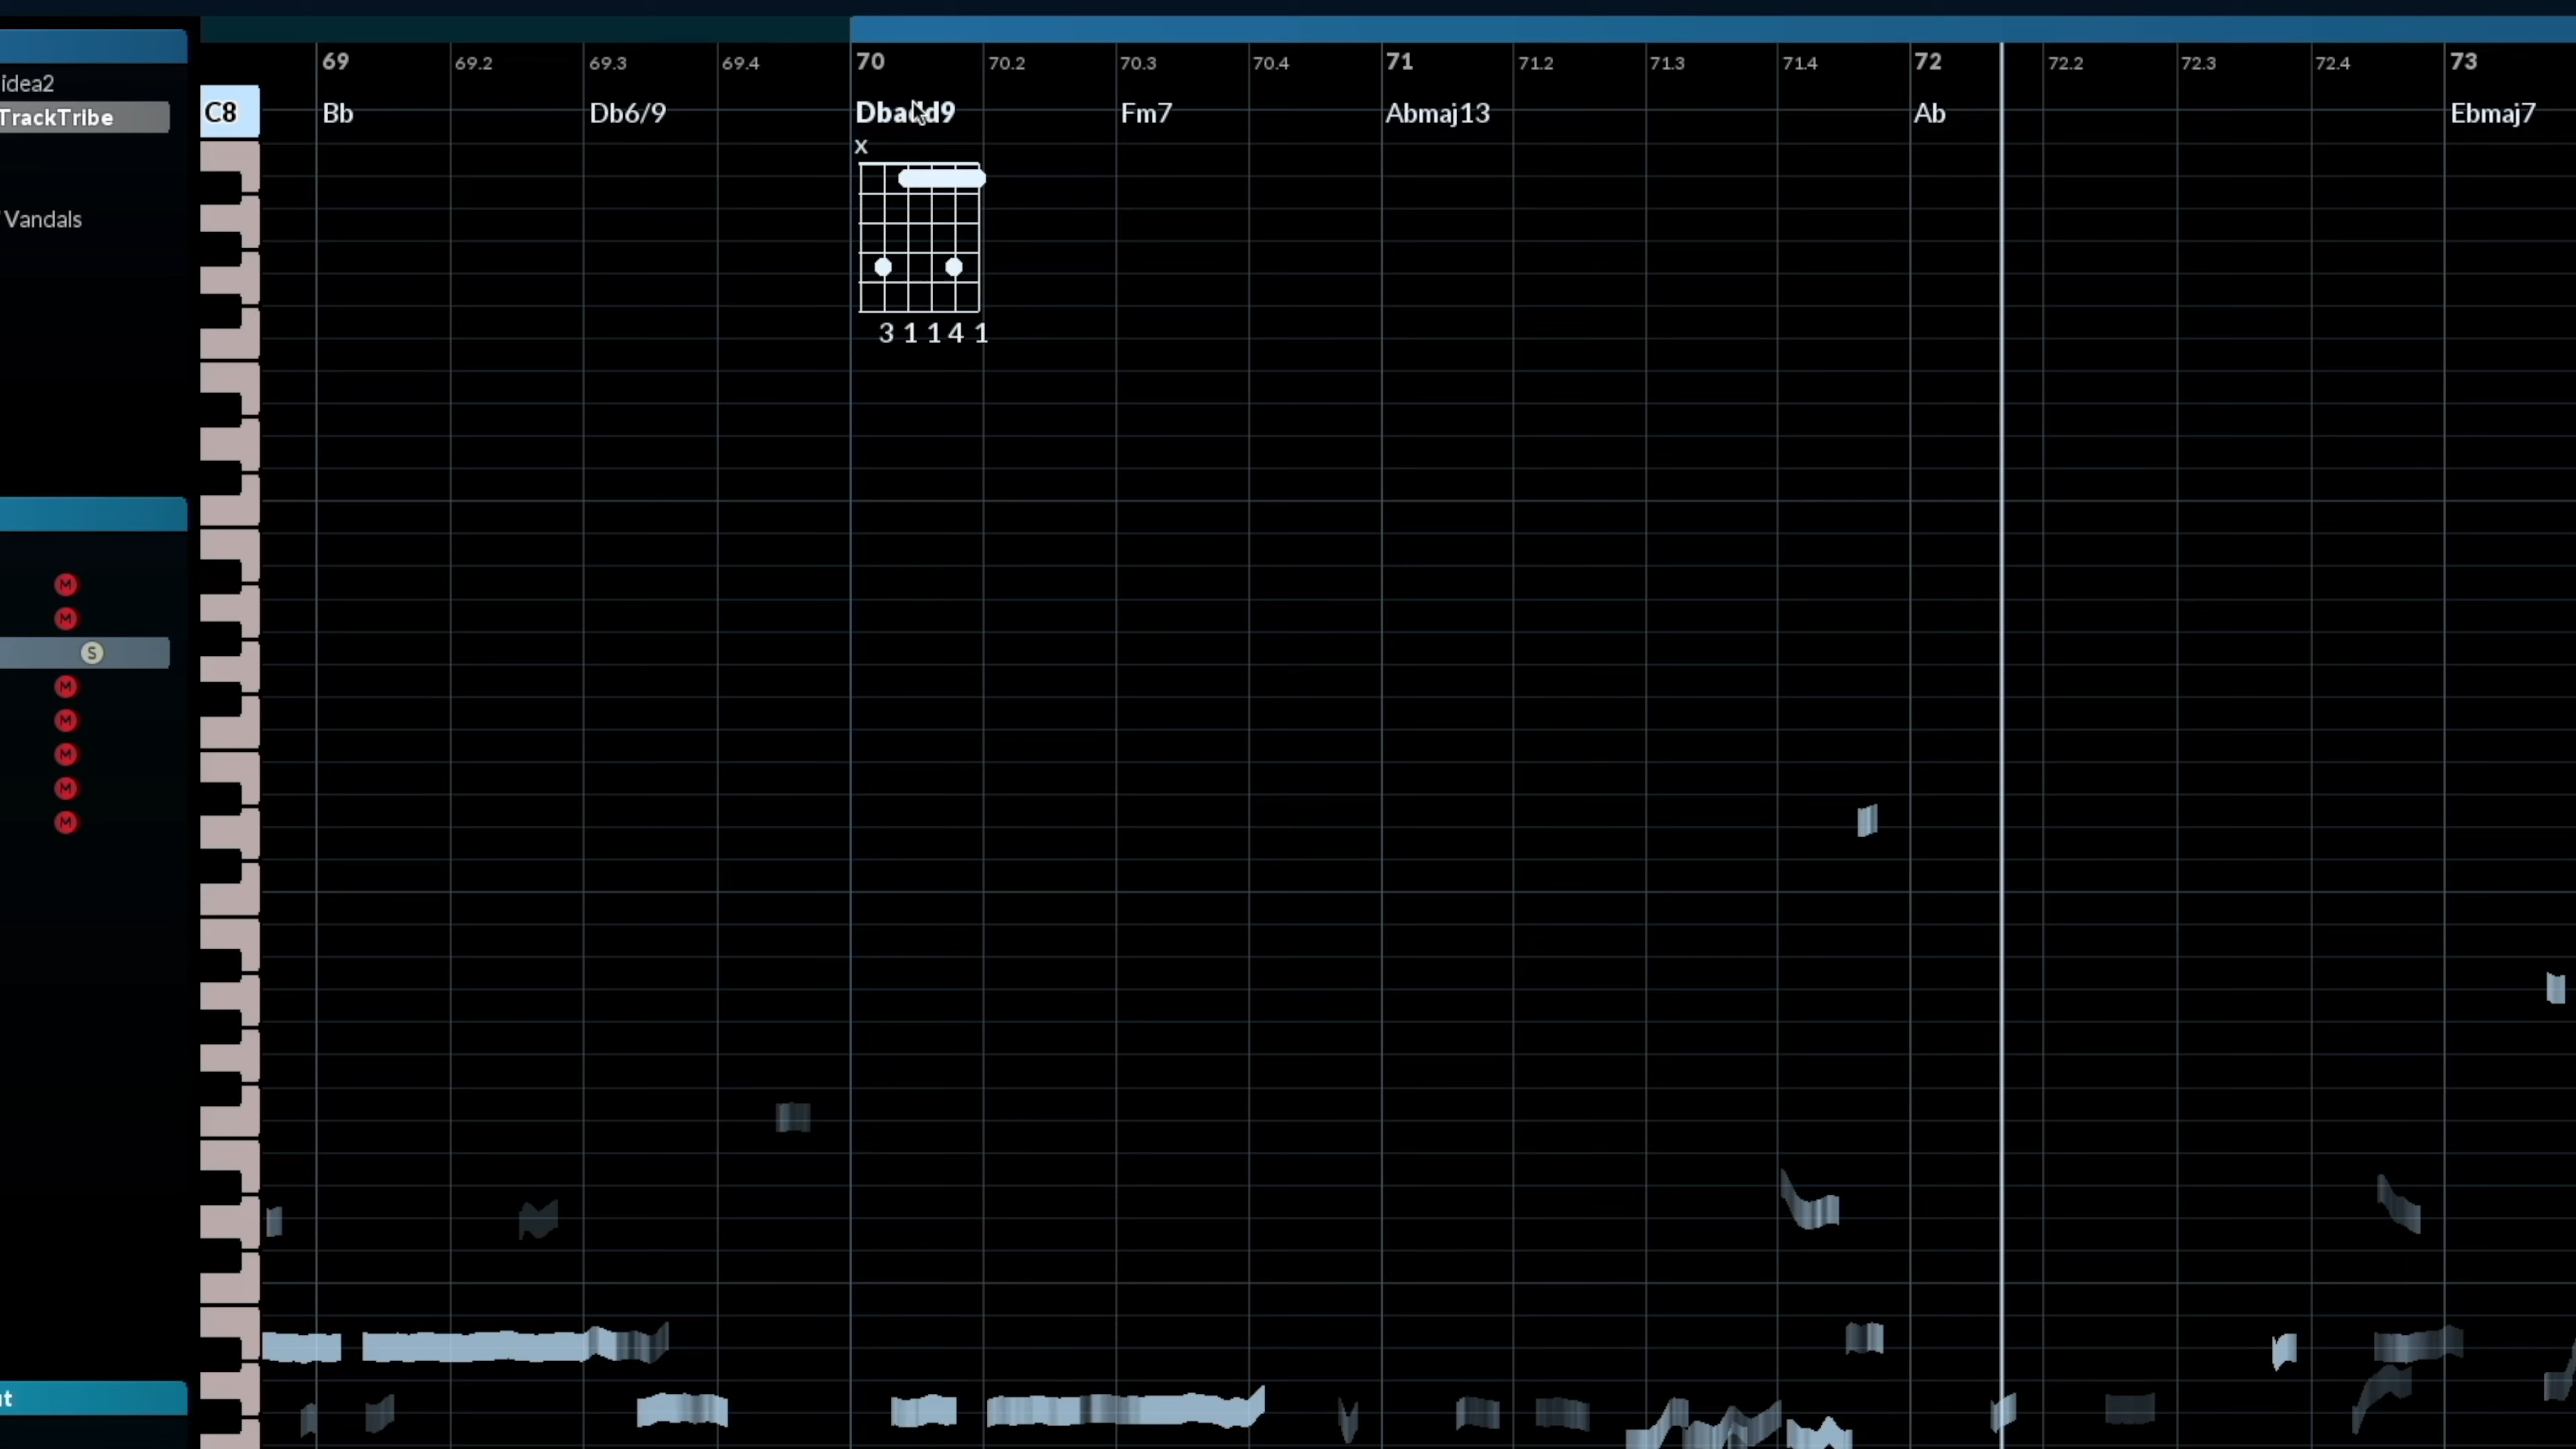 69 69.2 69.3 69.4 70 70.2 70.3 70.4 71 71.2 71.3 71.4 72 72.2 72.3 72.4 73
idea2
TrackTribe
C8 Bb Db6/9 Dbadd9 Fm7 Abmaj13 Ab Ebmaj7
x
Vandals
3 1 1 4 1
M
M
S
M
M
M
M
M